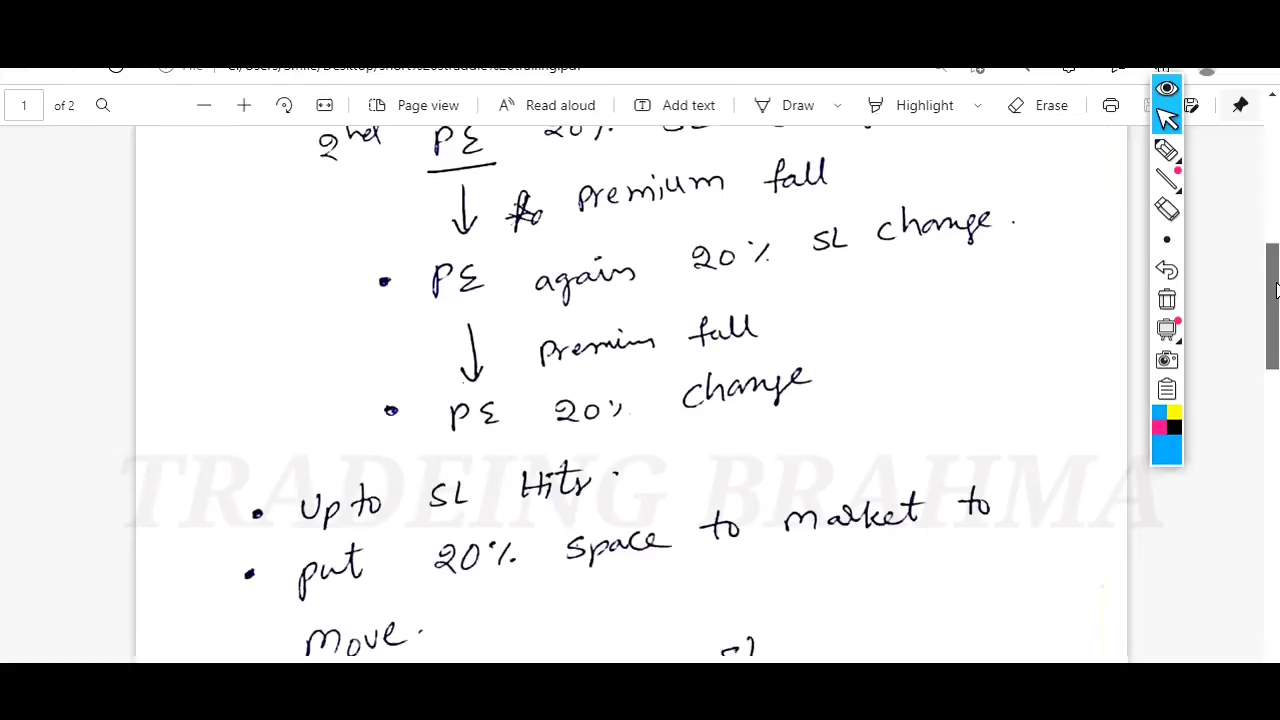 1 of 2 Page view Read aloud Add text Draw Highlight Erase
2nd PE 20%
premium fall
• PE again 20% SL change.
premium fall
• PE 20% change
TRADEING BRAHMA
• Up to SL Hits.
• put 20% space to market to
move.